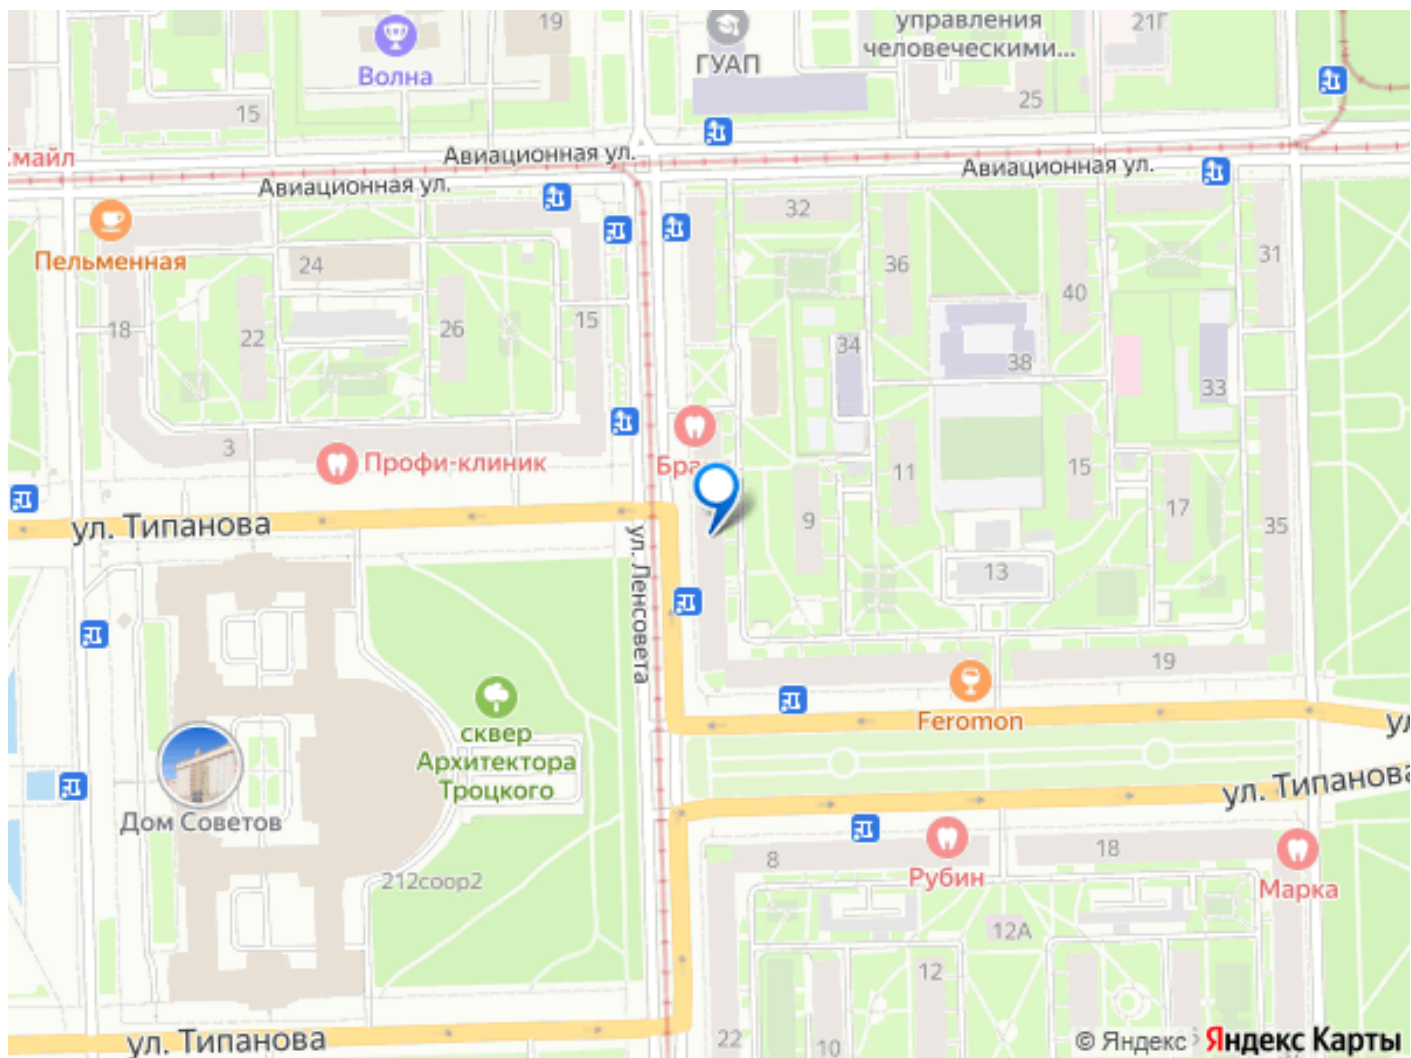 управления
человеческими...
19
21Г
ГУАП
Волна
25
15
Авиационная ул.
Авиационная ул.
Авиационная ул.
32
Пельменная
24
36
31
40
18
22
26
15
34
38
33
3
Профи-клиник
11
15
ул. Типанова
9
17
35
ул. Ленсовета
13
19
Feromon
сквер
Архитектора
Троцкого
Дом Советов
ул. Типанова
8
18
Рубин
Марка
212соор2
12А
12
22
10
ул. Типанова
© Яндекс Яндекс Карты